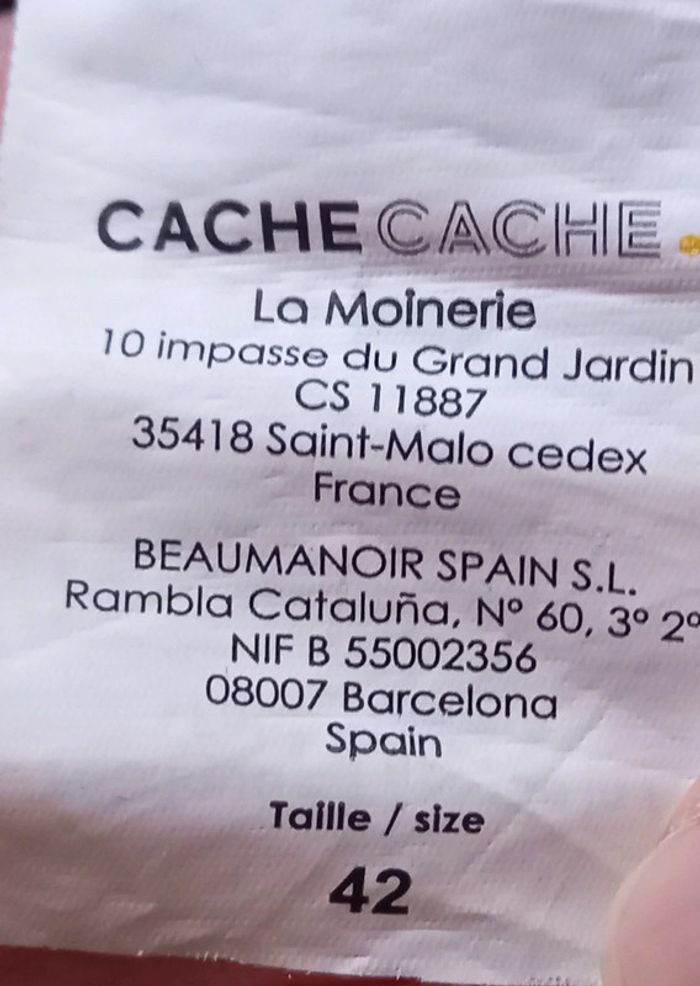 CACHE CACHE
La Moinerie
10 impasse du Grand Jardin
CS 11887
35418 Saint-Malo cedex
France
BEAUMANOIR SPAIN S.L.
Rambla Cataluña, Nº 60, 3º 2º
NIF B 55002356
08007 Barcelona
Spain
Taille / size
42